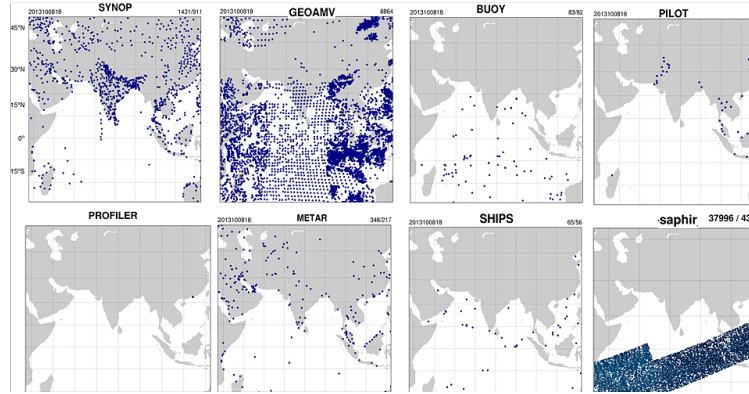 SYNOP
2013100818 1431/911
45°N
30°N
15°N
0°
15°S
GEOAMV
2013100818 8864
BUOY
2013100818 83/82
PILOT
2013100818
PROFILER
METAR
2013100818 348/217
SHIPS
2013100818 65/56
saphir 37996 / 43